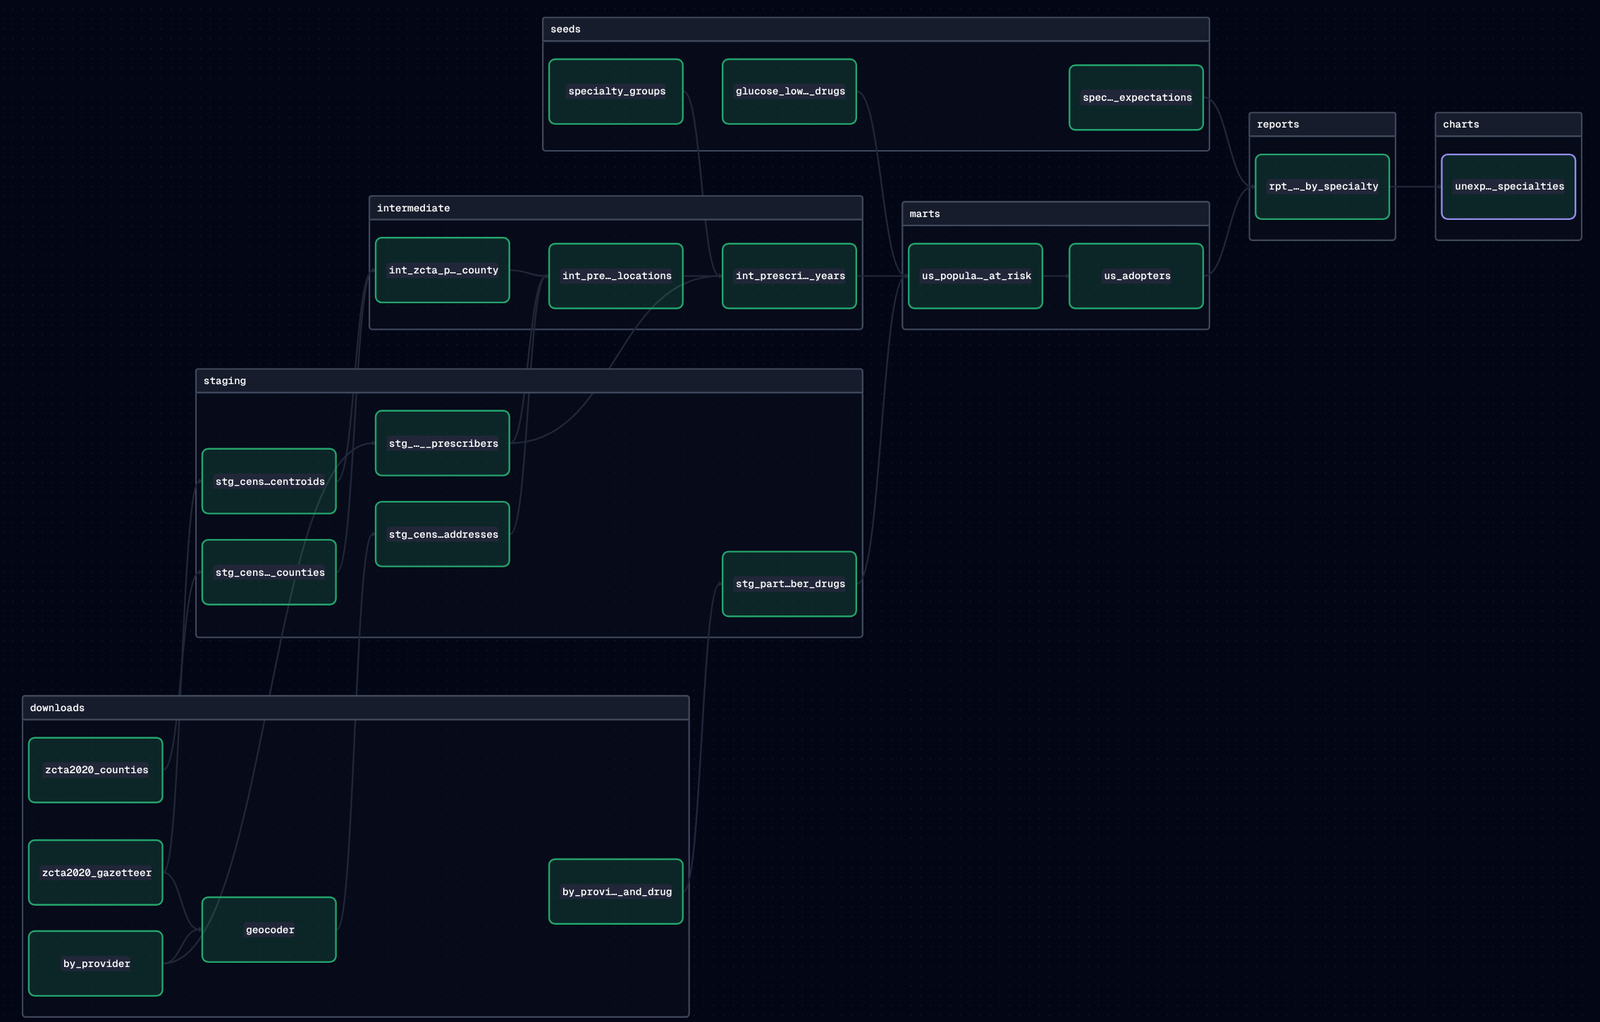 seeds
specialty_groups
glucose_low…_drugs
spec…_expectations
reports
rpt_…_by_specialty
charts
unexp…_specialties
intermediate
int_zcta_p…_county
int_pre…_locations
int_prescri…_years
marts
us_popula…_at_risk
us_adopters
staging
stg_…__prescribers
stg_cens…centroids
stg_cens…addresses
stg_cens…_counties
stg_part…ber_drugs
downloads
zcta2020_counties
zcta2020_gazetteer
by_provi…_and_drug
geocoder
by_provider